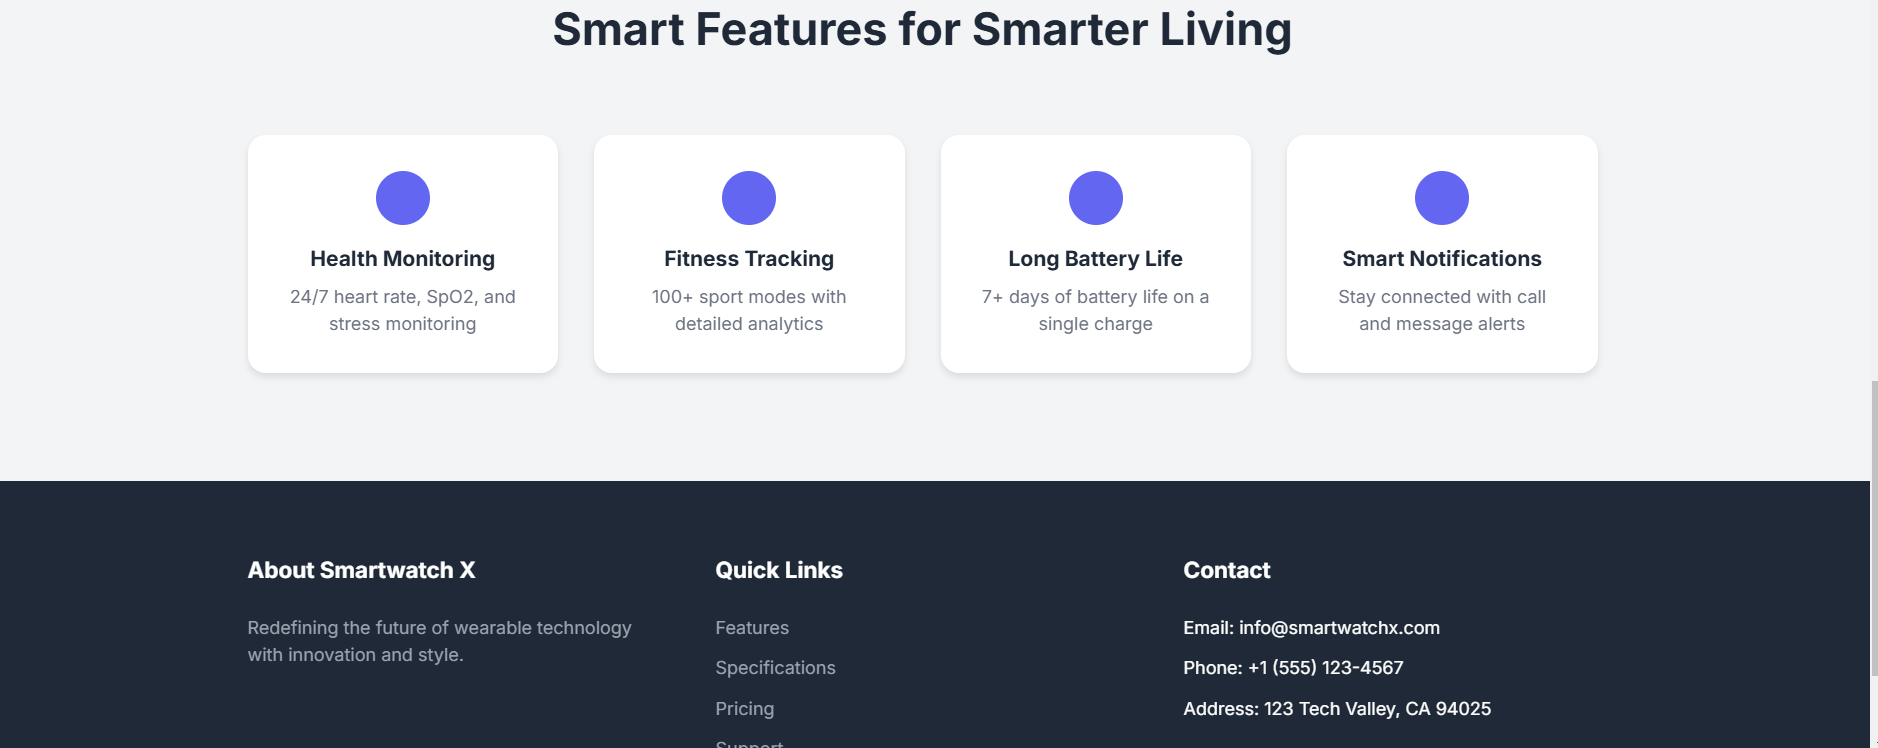 Smart Features for Smarter Living
Health Monitoring
24/7 heart rate, SpO2, and
stress monitoring
Fitness Tracking
100+ sport modes with
detailed analytics
Long Battery Life
7+ days of battery life on a
single charge
Smart Notifications
Stay connected with call
and message alerts
About Smartwatch X
Redefining the future of wearable technology
with innovation and style.
Quick Links
Features
Specifications
Pricing
Support
Contact
Email: info@smartwatchx.com
Phone: +1 (555) 123-4567
Address: 123 Tech Valley, CA 94025